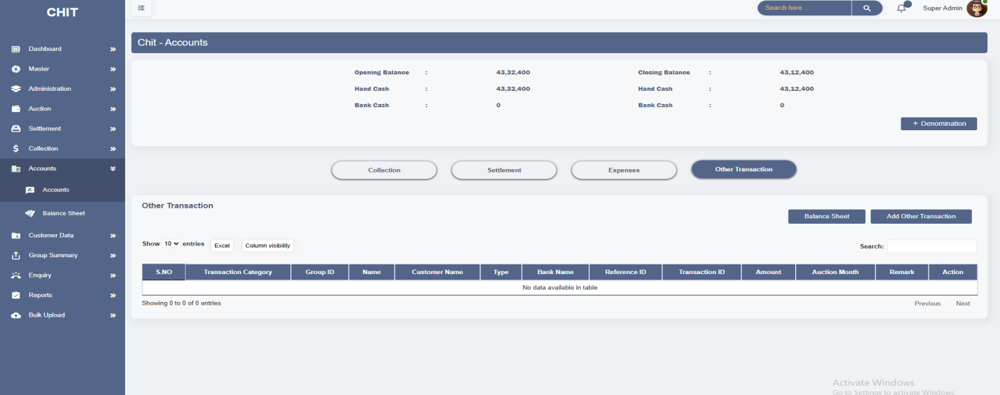 CHIT
Search here ...
Super Admin
Dashboard
Master
Administration
Auction
Settlement
Collection
Accounts
Accounts
Balance Sheet
Customer Data
Group Summary
Enquiry
Reports
Bulk Upload
Chit - Accounts
Opening Balance : 43,32,400 Closing Balance : 43,12,400
Hand Cash : 43,32,400 Hand Cash : 43,12,400
Bank Cash : 0 Bank Cash : 0
+ Denomination
Collection Settlement Expenses Other Transaction
Other Transaction
Balance Sheet Add Other Transaction
Show 10 entries Excel Column visibility Search:
S.NO Transaction Category Group ID Name Customer Name Type Bank Name Reference ID Transaction ID Amount Auction Month Remark Action
No data available in table
Showing 0 to 0 of 0 entries Previous Next
Activate Windows
Go to Settings to activate Windows.